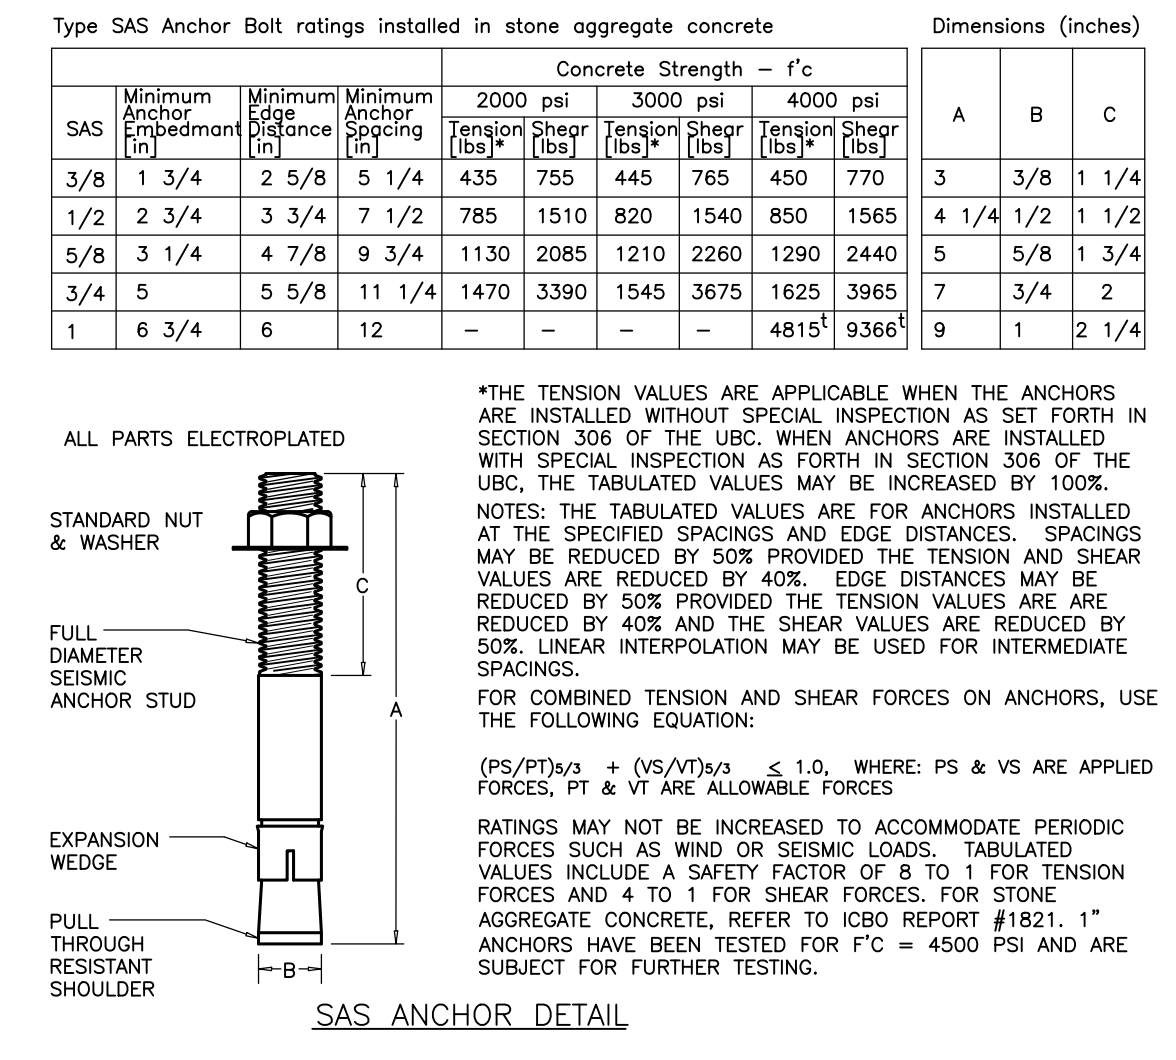 Type SAS Anchor Bolt ratings installed in stone aggregate concrete
Dimensions (inches)
Concrete Strength – f'c
SAS
Minimum Anchor Embedmant [in]
Minimum Edge Distance [in]
Minimum Anchor Spacing [in]
2000 psi 3000 psi 4000 psi
Tension [lbs]* Shear [lbs] Tension [lbs]* Shear [lbs] Tension [lbs]* Shear [lbs]
A B C
3/8 1 3/4 2 5/8 5 1/4 435 755 445 765 450 770 3 3/8 1 1/4
1/2 2 3/4 3 3/4 7 1/2 785 1510 820 1540 850 1565 4 1/4 1/2 1 1/2
5/8 3 1/4 4 7/8 9 3/4 1130 2085 1210 2260 1290 2440 5 5/8 1 3/4
3/4 5 5 5/8 11 1/4 1470 3390 1545 3675 1625 3965 7 3/4 2
1 6 3/4 6 12 – – – – 4815t 9366t 9 1 2 1/4
*THE TENSION VALUES ARE APPLICABLE WHEN THE ANCHORS
ARE INSTALLED WITHOUT SPECIAL INSPECTION AS SET FORTH IN
SECTION 306 OF THE UBC. WHEN ANCHORS ARE INSTALLED
WITH SPECIAL INSPECTION AS FORTH IN SECTION 306 OF THE
UBC, THE TABULATED VALUES MAY BE INCREASED BY 100%.
NOTES: THE TABULATED VALUES ARE FOR ANCHORS INSTALLED
AT THE SPECIFIED SPACINGS AND EDGE DISTANCES. SPACINGS
MAY BE REDUCED BY 50% PROVIDED THE TENSION AND SHEAR
VALUES ARE REDUCED BY 40%. EDGE DISTANCES MAY BE
REDUCED BY 50% PROVIDED THE TENSION VALUES ARE ARE
REDUCED BY 40% AND THE SHEAR VALUES ARE REDUCED BY
50%. LINEAR INTERPOLATION MAY BE USED FOR INTERMEDIATE
SPACINGS.
FOR COMBINED TENSION AND SHEAR FORCES ON ANCHORS, USE
THE FOLLOWING EQUATION:
(PS/PT)5/3 + (VS/VT)5/3 ≤ 1.0, WHERE: PS & VS ARE APPLIED
FORCES, PT & VT ARE ALLOWABLE FORCES
RATINGS MAY NOT BE INCREASED TO ACCOMMODATE PERIODIC
FORCES SUCH AS WIND OR SEISMIC LOADS. TABULATED
VALUES INCLUDE A SAFETY FACTOR OF 8 TO 1 FOR TENSION
FORCES AND 4 TO 1 FOR SHEAR FORCES. FOR STONE
AGGREGATE CONCRETE, REFER TO ICBO REPORT #1821. 1"
ANCHORS HAVE BEEN TESTED FOR F'C = 4500 PSI AND ARE
SUBJECT FOR FURTHER TESTING.
ALL PARTS ELECTROPLATED
STANDARD NUT
& WASHER
C
FULL
DIAMETER
SEISMIC
ANCHOR STUD
A
EXPANSION
WEDGE
PULL
THROUGH
RESISTANT
SHOULDER
B
SAS ANCHOR DETAIL